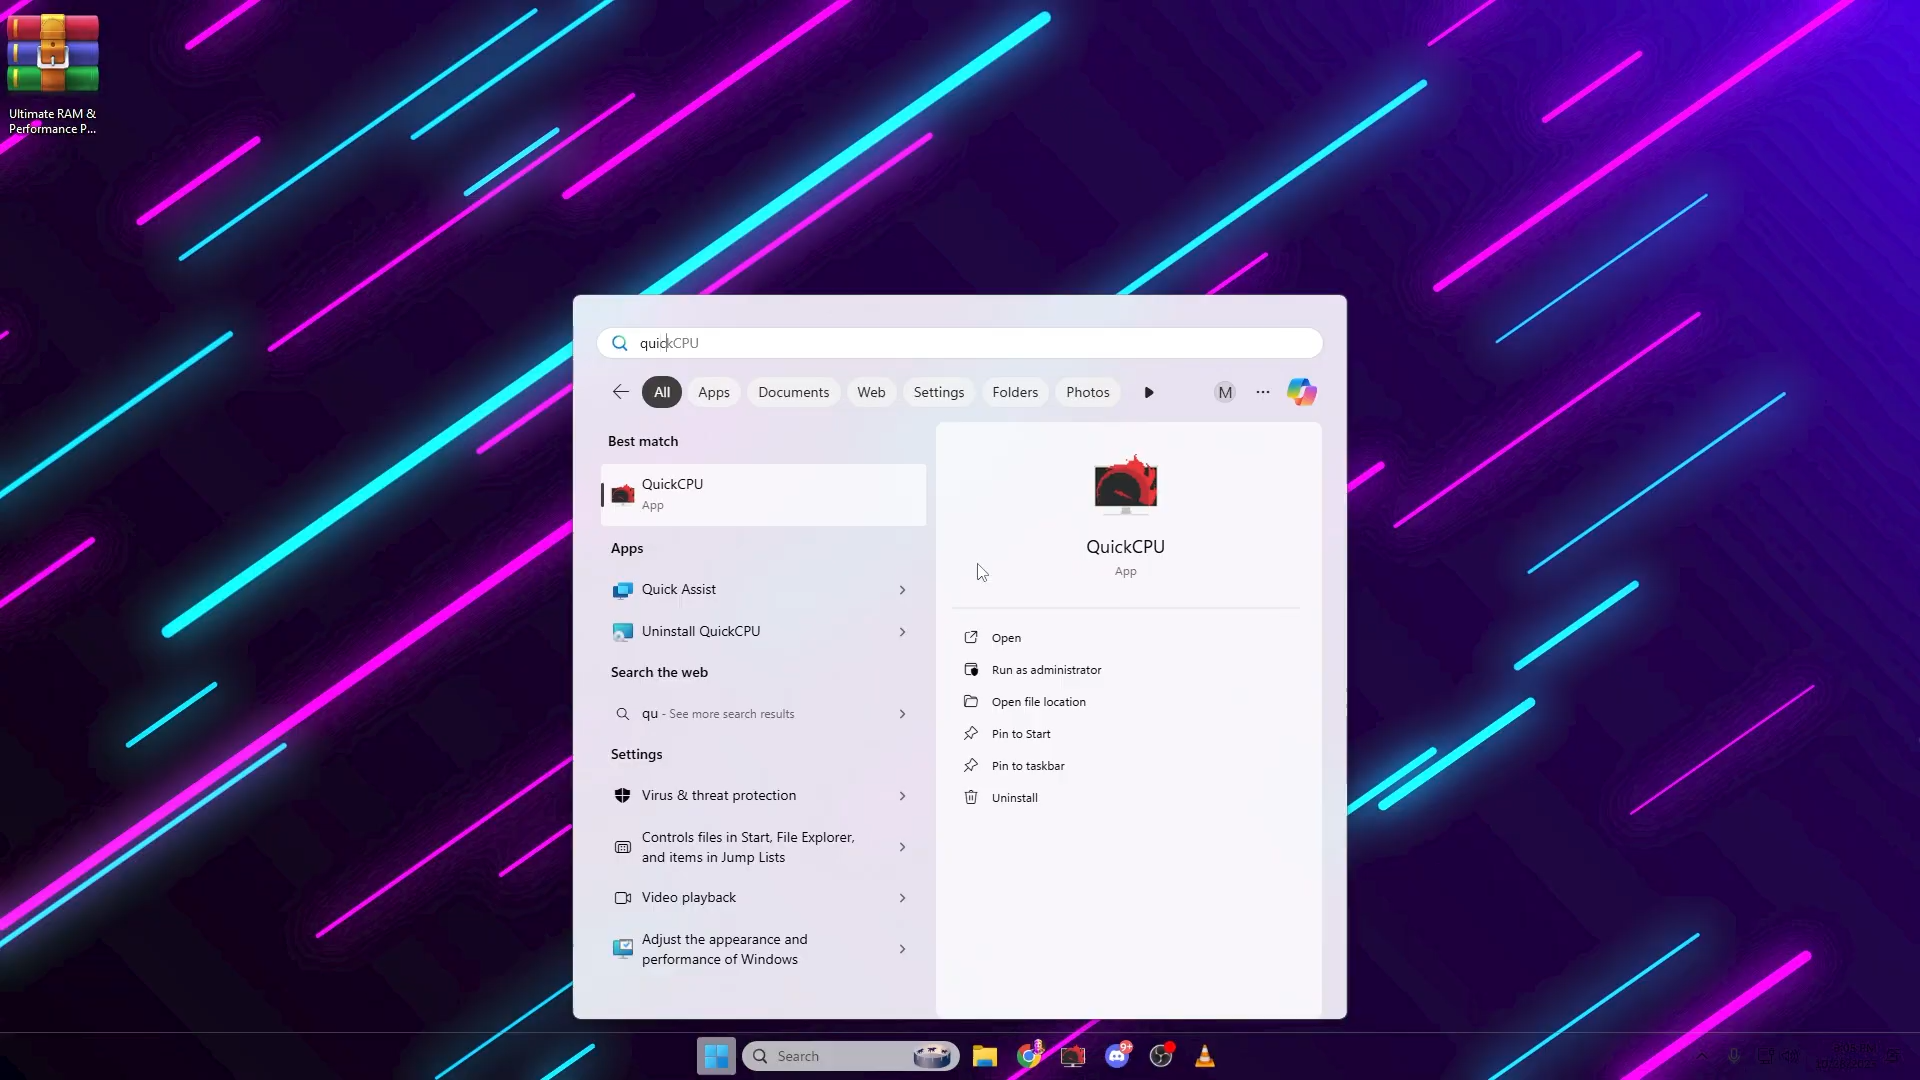 Ultimate RAM &
Performance P...
quickCPU
All
Apps
Documents
Web
Settings
Folders
Photos
M
Best match
QuickCPU
App
Apps
Quick Assist
Uninstall QuickCPU
Search the web
qu - See more search results
Settings
Virus & threat protection
Controls files in Start, File Explorer,
and items in Jump Lists
Video playback
Adjust the appearance and
performance of Windows
QuickCPU
App
Open
Run as administrator
Open file location
Pin to Start
Pin to taskbar
Uninstall
Search
9+